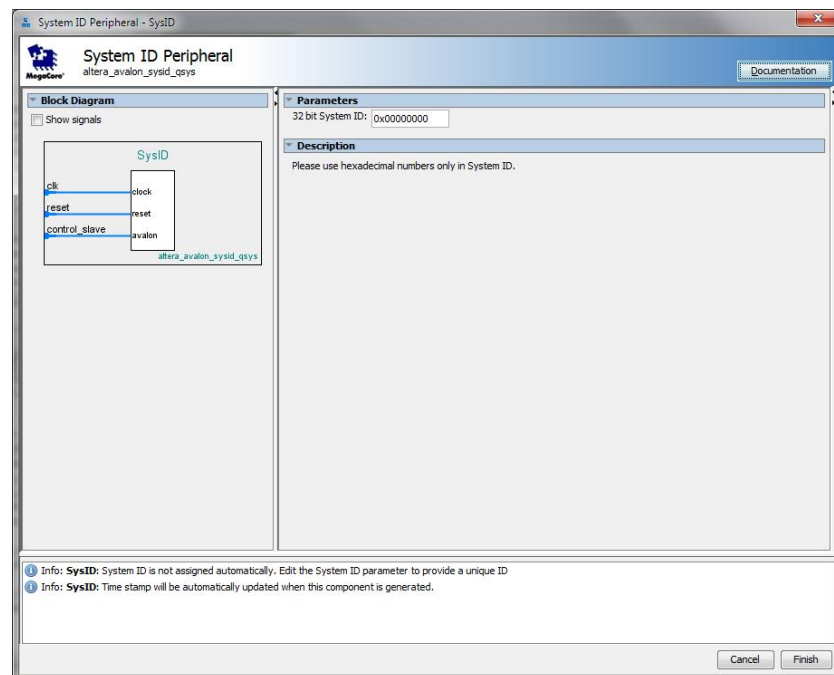 System ID Peripheral - SysID
System ID Peripheral
altera_avalon_sysid_qsys
MegaCore'
Documentation
Block Diagram
Show signals
SysID
clk
clock
reset
reset
control_slave
avalon
altera_avalon_sysid_qsys
Parameters
32 bit System ID: 0x00000000
Description
Please use hexadecimal numbers only in System ID.
Info: SysID: System ID is not assigned automatically. Edit the System ID parameter to provide a unique ID
Info: SysID: Time stamp will be automatically updated when this component is generated.
Cancel Finish